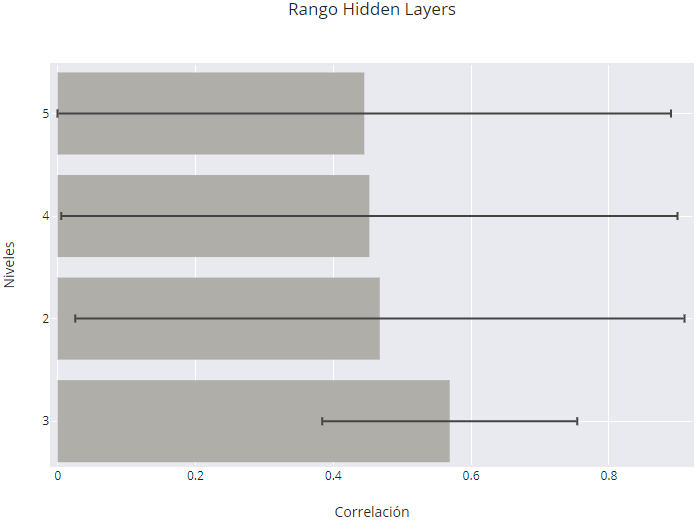 Rango Hidden Layers
Niveles
5
4
2
3
0 0.2 0.4 0.6 0.8
Correlación